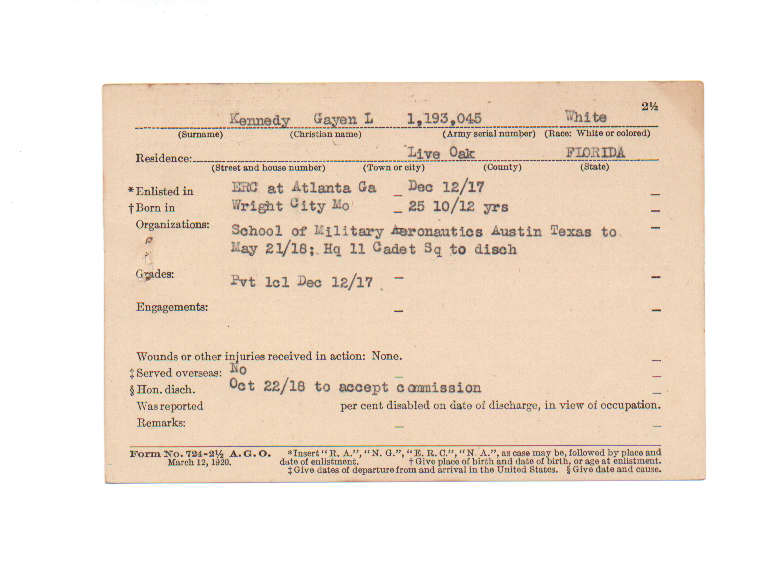 2½
Kennedy Gayen L 1,193,045 White
(Surname) (Christian name) (Army serial number) (Race: White or colored)
Residence: Live Oak FLORIDA
(Street and house number) (Town or city) (County) (State)
*Enlisted in ERC at Atlanta Ga Dec 12/17
†Born in Wright City Mo 25 10/12 yrs
Organizations: School of Military Aeronautics Austin Texas to
May 21/18; Hq 11 Cadet Sq to disch
Grades: Pvt 1cl Dec 12/17
Engagements:
Wounds or other injuries received in action: None.
‡Served overseas: No
§Hon. disch. Oct 22/18 to accept commission
Was reported per cent disabled on date of discharge, in view of occupation.
Remarks:
Form No. 724-2½ A. G. O. *Insert "R. A.", "N. G.", "E. R. C.", "N. A.", as case may be, followed by place and
March 12, 1920. date of enlistment. †Give place of birth and date of birth, or age at enlistment.
‡Give dates of departure from and arrival in the United States. §Give date and cause.